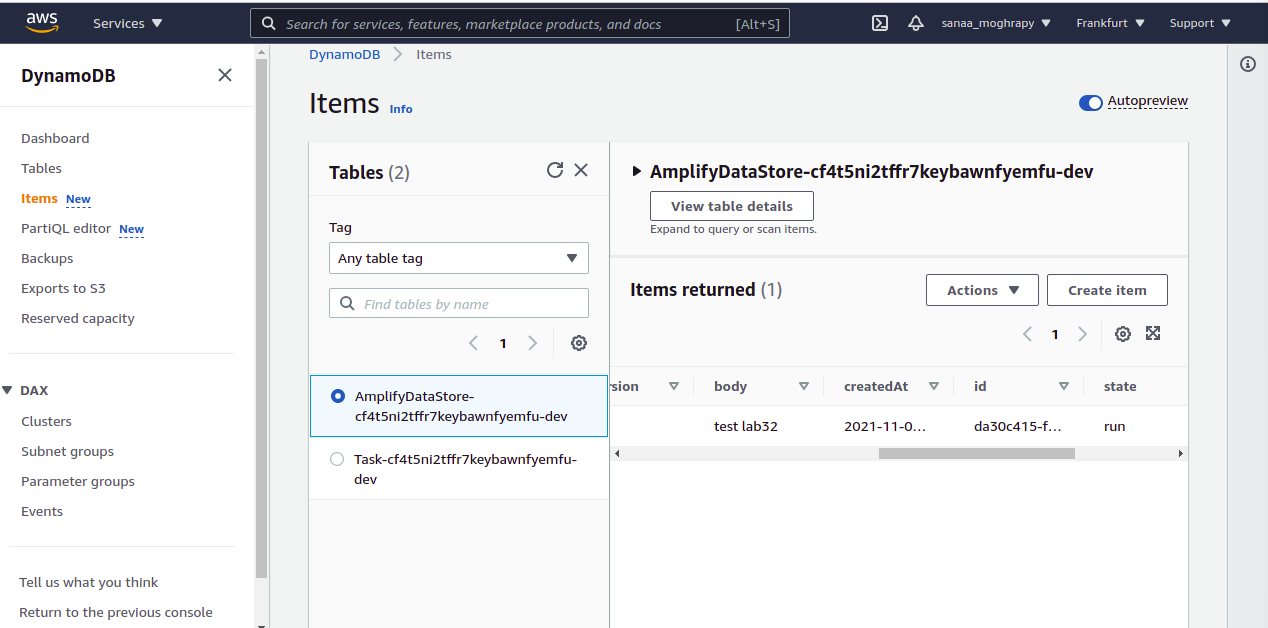 aws Services Search for services, features, marketplace products, and docs [Alt+S] sanaa_moghrapy Frankfurt Support
DynamoDB
Dashboard
Tables
Items New
PartiQL editor New
Backups
Exports to S3
Reserved capacity
DAX
Clusters
Subnet groups
Parameter groups
Events
Tell us what you think
Return to the previous console
DynamoDB Items
Items Info
Autopreview
Tables (2)
Tag
Any table tag
Find tables by name
1
AmplifyDataStore-
cf4t5ni2tffr7keybawnfyemfu-dev
Task-cf4t5ni2tffr7keybawnfyemfu-
dev
AmplifyDataStore-cf4t5ni2tffr7keybawnfyemfu-dev
View table details
Expand to query or scan items.
Items returned (1)
Actions Create item
1
rsion body createdAt id state
test lab32 2021-11-0... da30c415-f... run